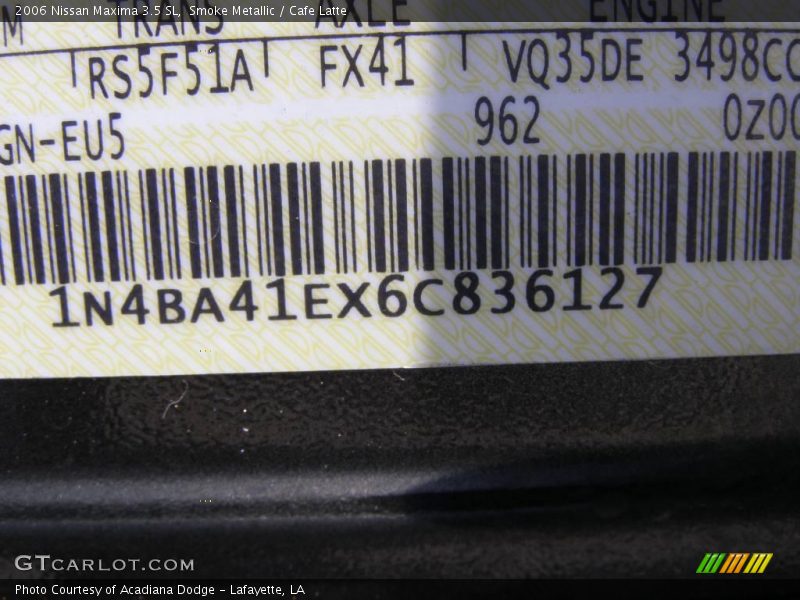 2006 Nissan Maxima 3.5 SL, Smoke Metallic / Cafe Latte
M TRANS AXLE ENGINE
RS5F51A FX41 VQ35DE 3498CC
GN-EU5 962 0Z00
1N4BA41EX6C836127
GTCARLOT.COM
Photo Courtesy of Acadiana Dodge - Lafayette, LA